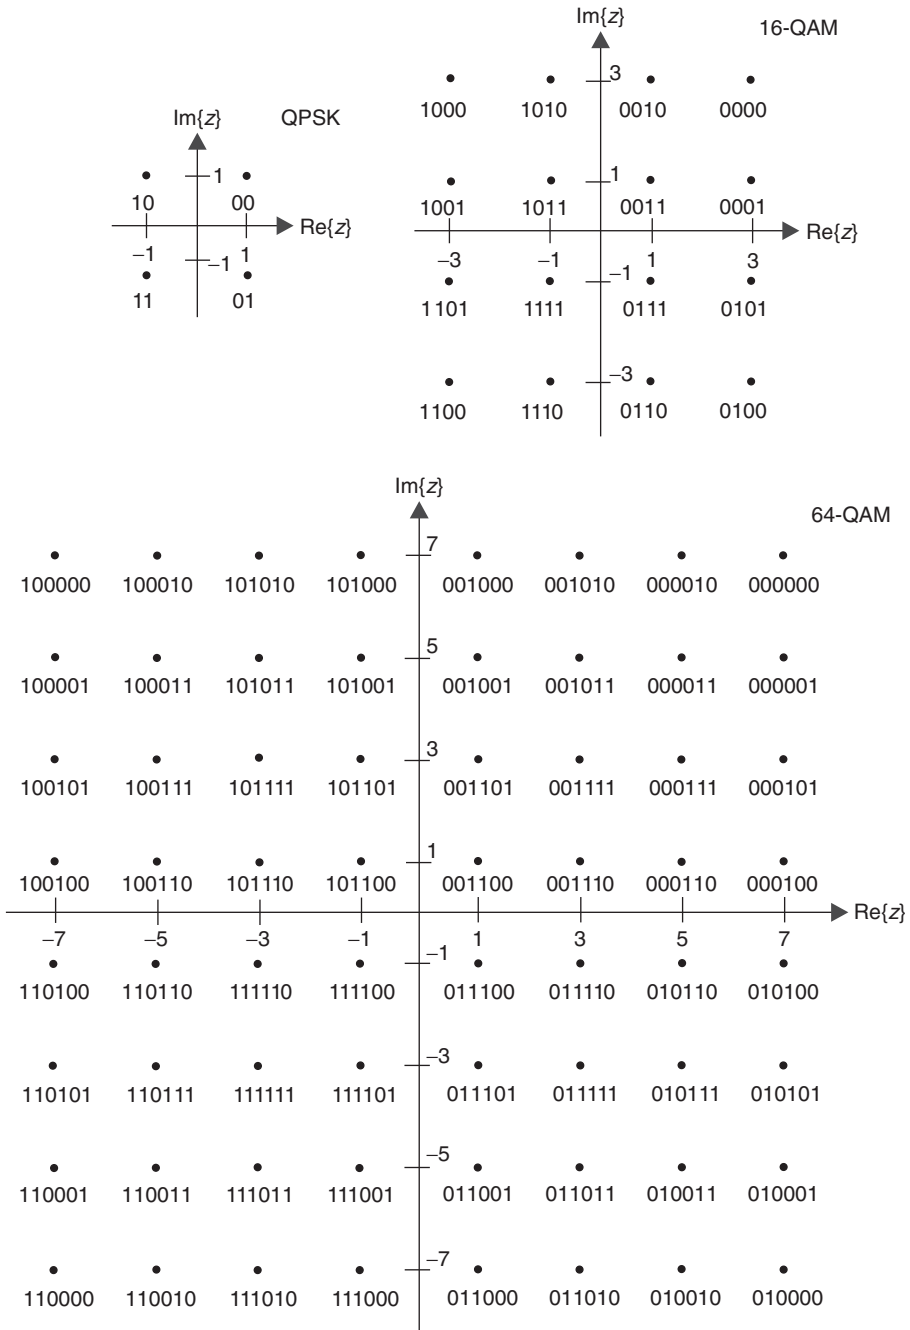 QPSK
Im{z}
1
10 00
Re{z}
−1 1
−1
11 01
16-QAM
Im{z}
3
1000 1010 0010 0000
1
1001 1011 0011 0001
Re{z}
−3 −1 1 3
−1
1101 1111 0111 0101
−3
1100 1110 0110 0100
64-QAM
Im{z}
7
100000 100010 101010 101000 001000 001010 000010 000000
5
100001 100011 101011 101001 001001 001011 000011 000001
3
100101 100111 101111 101101 001101 001111 000111 000101
1
100100 100110 101110 101100 001100 001110 000110 000100
Re{z}
−7 −5 −3 −1 1 3 5 7
−1
110100 110110 111110 111100 011100 011110 010110 010100
−3
110101 110111 111111 111101 011101 011111 010111 010101
−5
110001 110011 111011 111001 011001 011011 010011 010001
−7
110000 110010 111010 111000 011000 011010 010010 010000